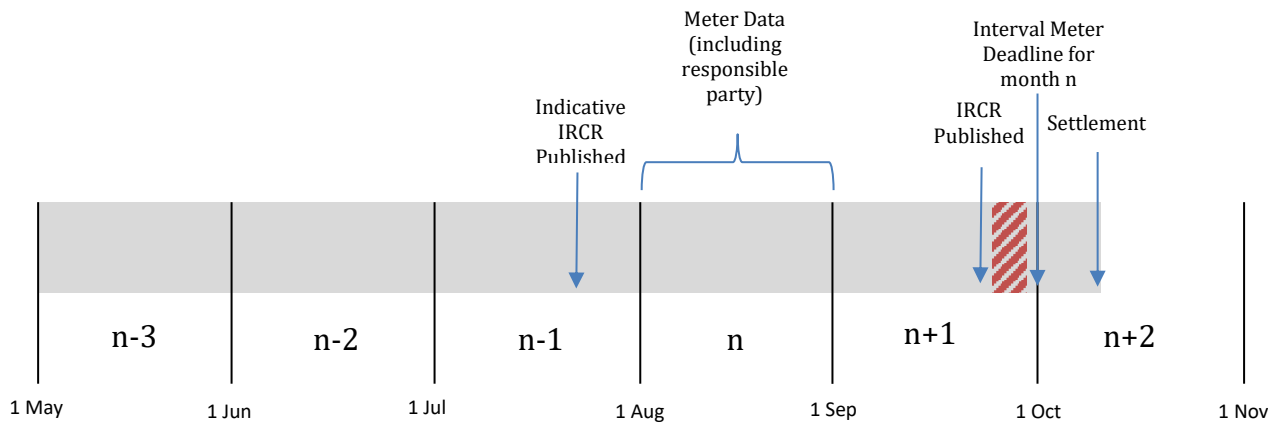 Meter Data
(including
responsible
party)
Interval Meter
Deadline for
month n
Indicative
IRCR
Published
IRCR
Published
Settlement
n-3
n-2
n-1
n
n+1
n+2
1 May
1 Jun
1 Jul
1 Aug
1 Sep
1 Oct
1 Nov